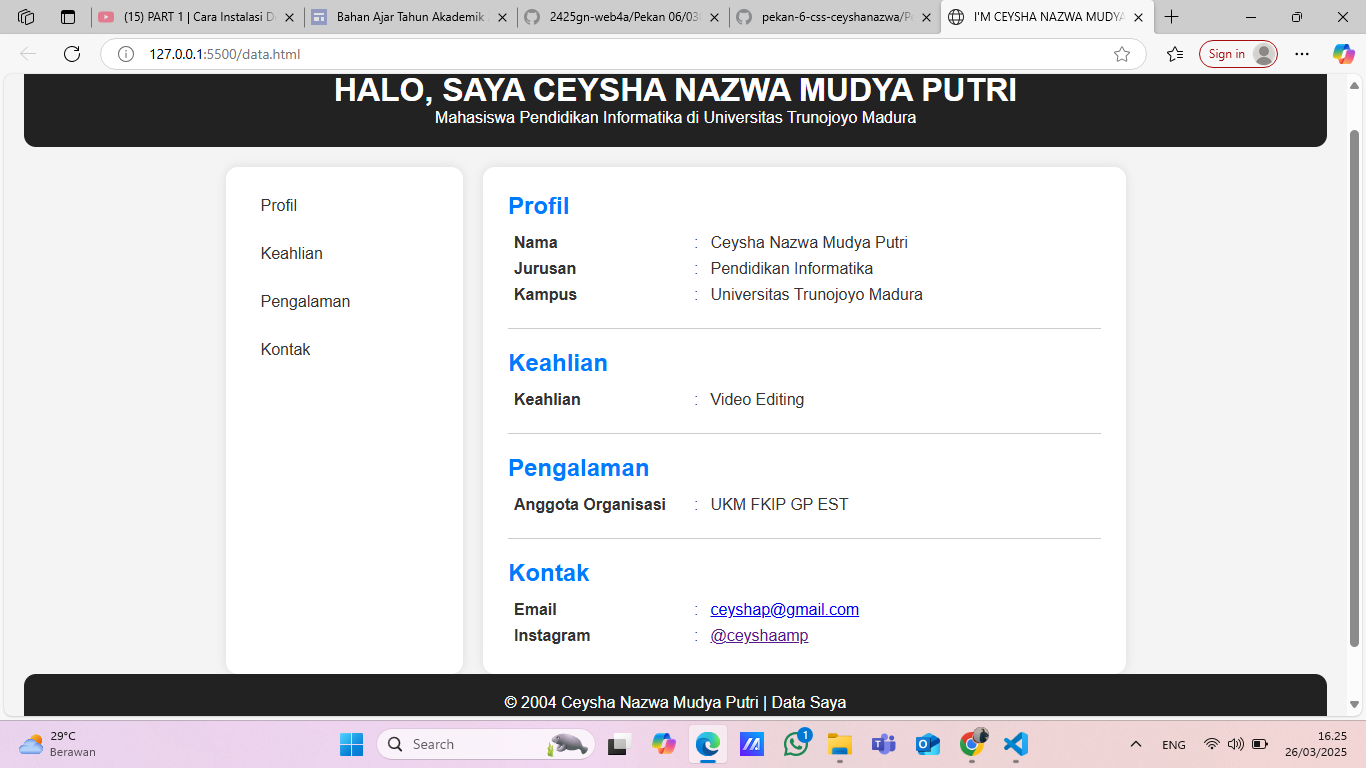 (15) PART 1 | Cara Instalasi D
Bahan Ajar Tahun Akademik
2425gn-web4a/Pekan 06/03
pekan-6-css-ceyshanazwa/P
I'M CEYSHA NAZWA MUDYA
127.0.0.1:5500/data.html
Sign in
HALO, SAYA CEYSHA NAZWA MUDYA PUTRI
Mahasiswa Pendidikan Informatika di Universitas Trunojoyo Madura
Profil
Keahlian
Pengalaman
Kontak
Profil
Nama : Ceysha Nazwa Mudya Putri
Jurusan : Pendidikan Informatika
Kampus : Universitas Trunojoyo Madura
Keahlian
Keahlian : Video Editing
Pengalaman
Anggota Organisasi : UKM FKIP GP EST
Kontak
Email : ceyshap@gmail.com
Instagram : @ceyshaamp
© 2004 Ceysha Nazwa Mudya Putri | Data Saya
29°C
Berawan
Search
1
ENG
16.25
26/03/2025